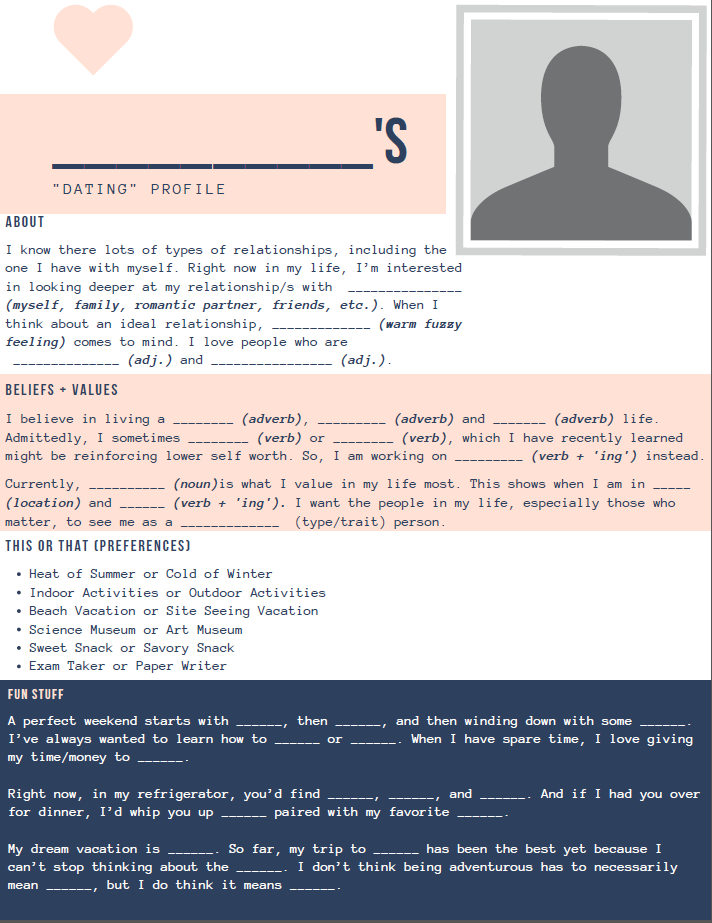 ____________'S
"DATING" PROFILE
ABOUT
I know there lots of types of relationships, including the
one I have with myself. Right now in my life, I'm interested
in looking deeper at my relationship/s with _______________
(myself, family, romantic partner, friends, etc.). When I
think about an ideal relationship, _____________ (warm fuzzy
feeling) comes to mind. I love people who are
______________ (adj.) and ________________ (adj.).
BELIEFS + VALUES
I believe in living a ________ (adverb), _________ (adverb) and _______ (adverb) life.
Admittedly, I sometimes ________ (verb) or ________ (verb), which I have recently learned
might be reinforcing lower self worth. So, I am working on _________ (verb + 'ing') instead.
Currently, __________ (noun)is what I value in my life most. This shows when I am in _____
(location) and ______ (verb + 'ing'). I want the people in my life, especially those who
matter, to see me as a _____________ (type/trait) person.
THIS OR THAT (PREFERENCES)
• Heat of Summer or Cold of Winter
• Indoor Activities or Outdoor Activities
• Beach Vacation or Site Seeing Vacation
• Science Museum or Art Museum
• Sweet Snack or Savory Snack
• Exam Taker or Paper Writer
FUN STUFF
A perfect weekend starts with ______, then ______, and then winding down with some ______.
I've always wanted to learn how to ______ or ______. When I have spare time, I love giving
my time/money to ______.
Right now, in my refrigerator, you'd find ______, ______, and ______. And if I had you over
for dinner, I'd whip you up ______ paired with my favorite ______.
My dream vacation is ______. So far, my trip to ______ has been the best yet because I
can't stop thinking about the ______. I don't think being adventurous has to necessarily
mean ______, but I do think it means ______.